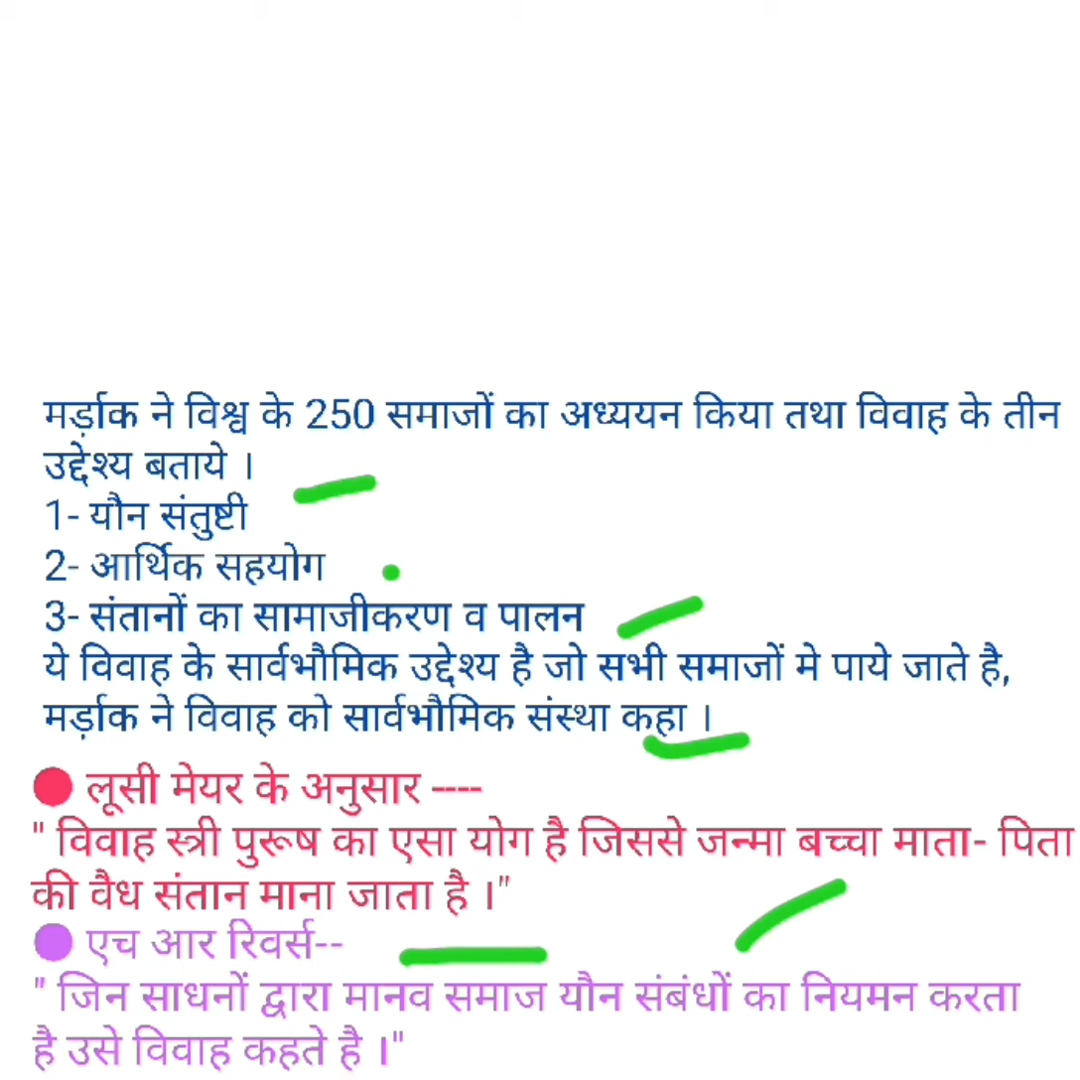 मर्ड़ाक ने विश्व के 250 समाजों का अध्ययन किया तथा विवाह के तीन
उद्देश्य बताये ।
1- यौन संतुष्टी
2- आर्थिक सहयोग
3- संतानों का सामाजीकरण व पालन
ये विवाह के सार्वभौमिक उद्देश्य है जो सभी समाजों मे पाये जाते है,
मर्ड़ाक ने विवाह को सार्वभौमिक संस्था कहा ।
लूसी मेयर के अनुसार ----
" विवाह स्त्री पुरूष का एसा योग है जिससे जन्मा बच्चा माता- पिता
की वैध संतान माना जाता है ।"
एच आर रिवर्स--
" जिन साधनों द्वारा मानव समाज यौन संबंधों का नियमन करता
है उसे विवाह कहते है ।"